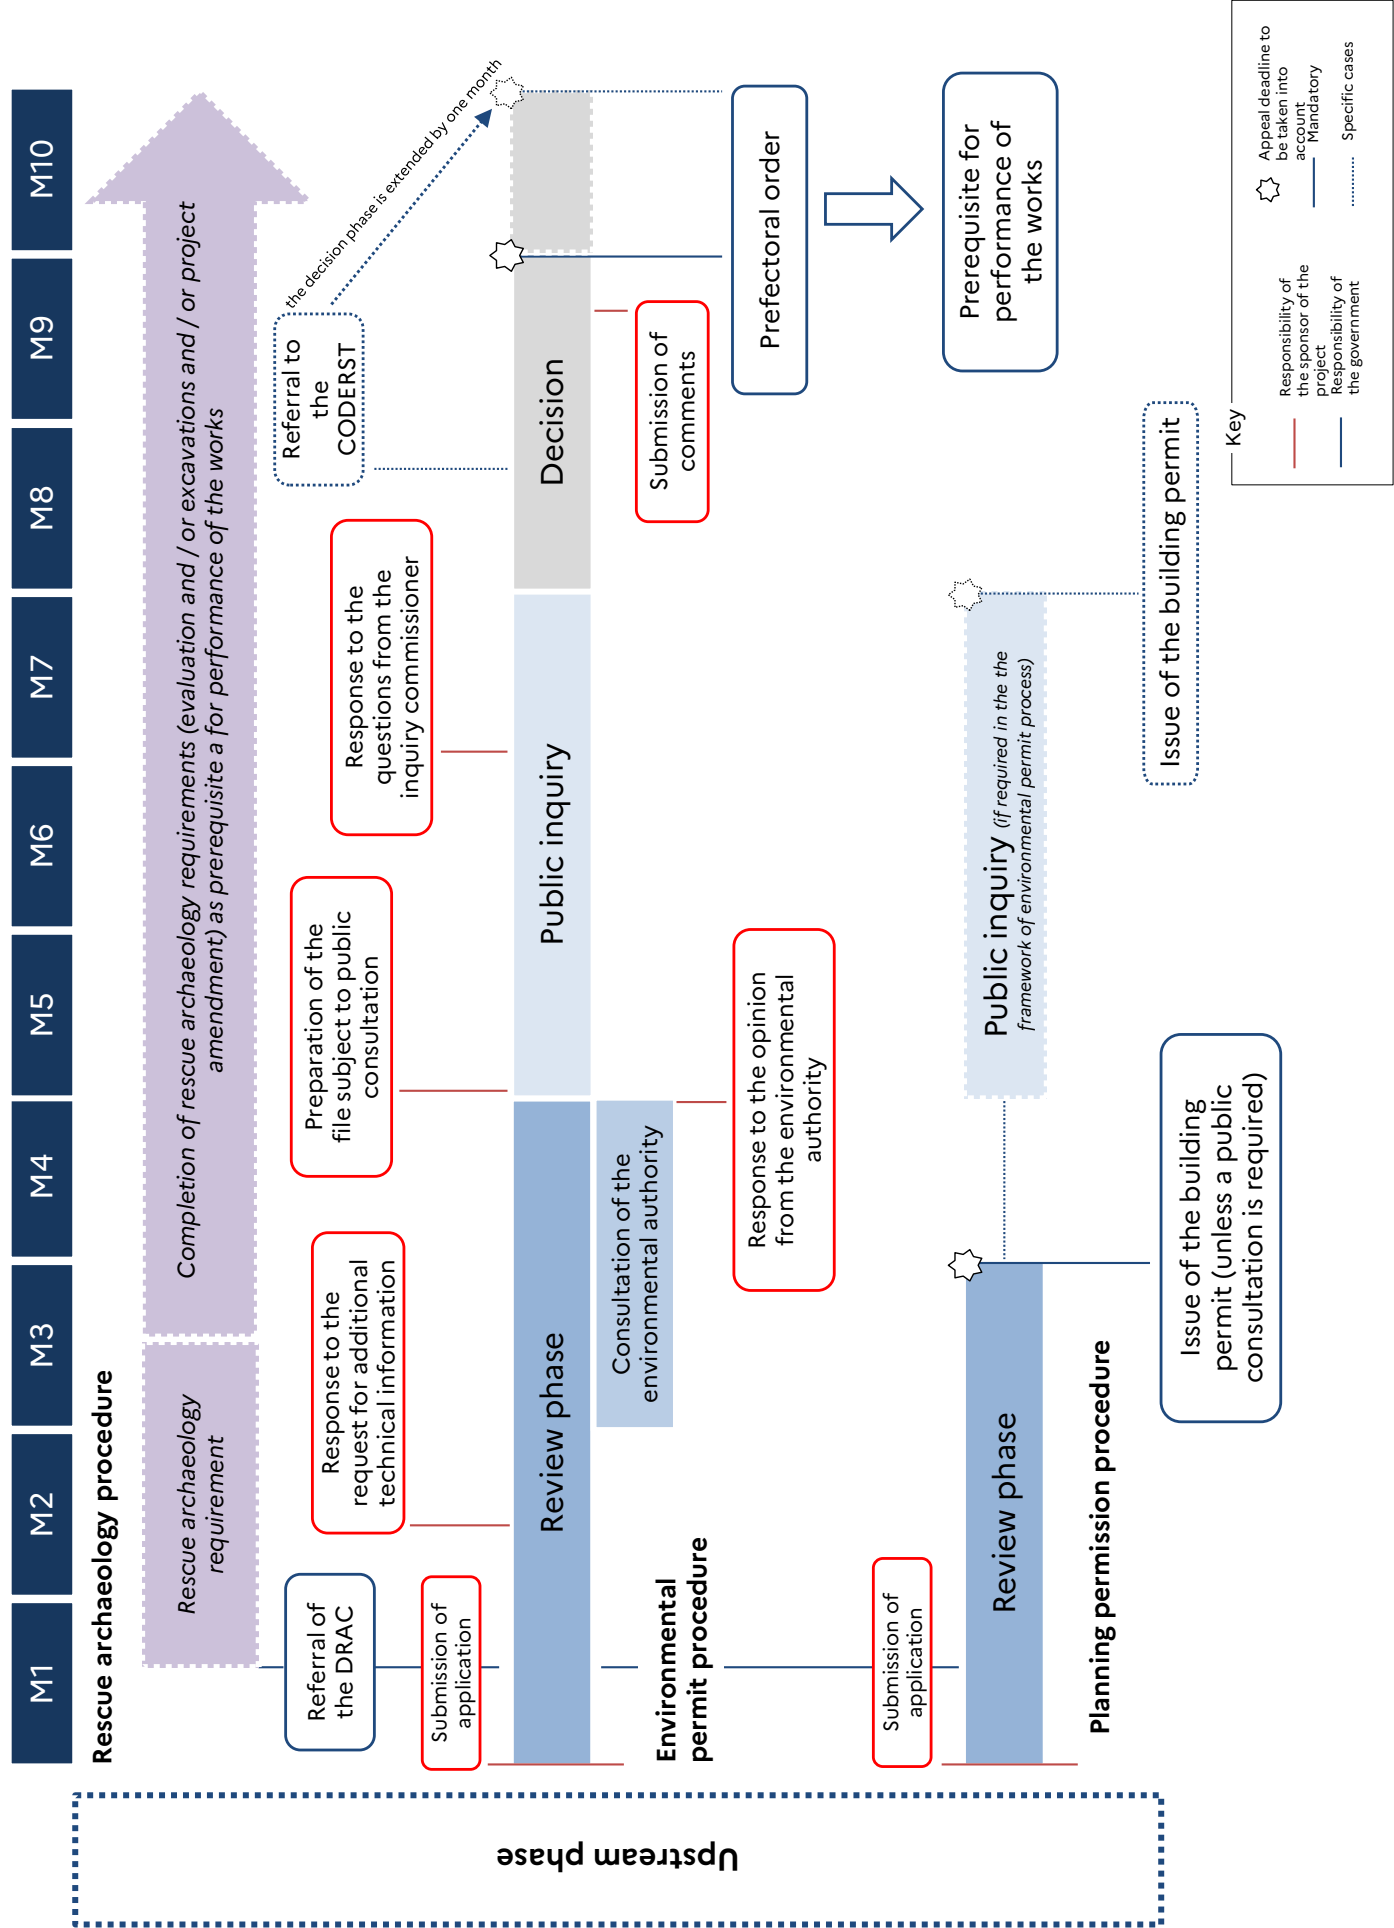 M1 M2 M3 M4 M5 M6 M7 M8 M9 M10
Rescue archaeology procedure
Rescue archaeology
requirement
Completion of rescue archaeology requirements (evaluation and / or excavations and / or project
amendment) as prerequisite a for performance of the works
Referral of
the DRAC
Submission of
application
Response to the
request for additional
technical information
Preparation of the
file subject to public
consultation
Response to the
questions from the
inquiry commissioner
Referral to
the
CODERST
the decision phase is extended by one month
Review phase
Public inquiry
Decision
Consultation of the
environmental authority
Environmental
permit procedure
Response to the opinion
from the environmental
authority
Submission of
comments
Prefectoral order
Prerequisite for
performance of
the works
Submission of
application
Review phase
Public inquiry (if required in the the
framework of environmental permit process)
Planning permission procedure
Issue of the building
permit (unless a public
consultation is required)
Issue of the building permit
Upstream phase
Key
Responsibility of
the sponsor of the
project
Responsibility of
the government
Appeal deadline to
be taken into
account
Mandatory
Specific cases